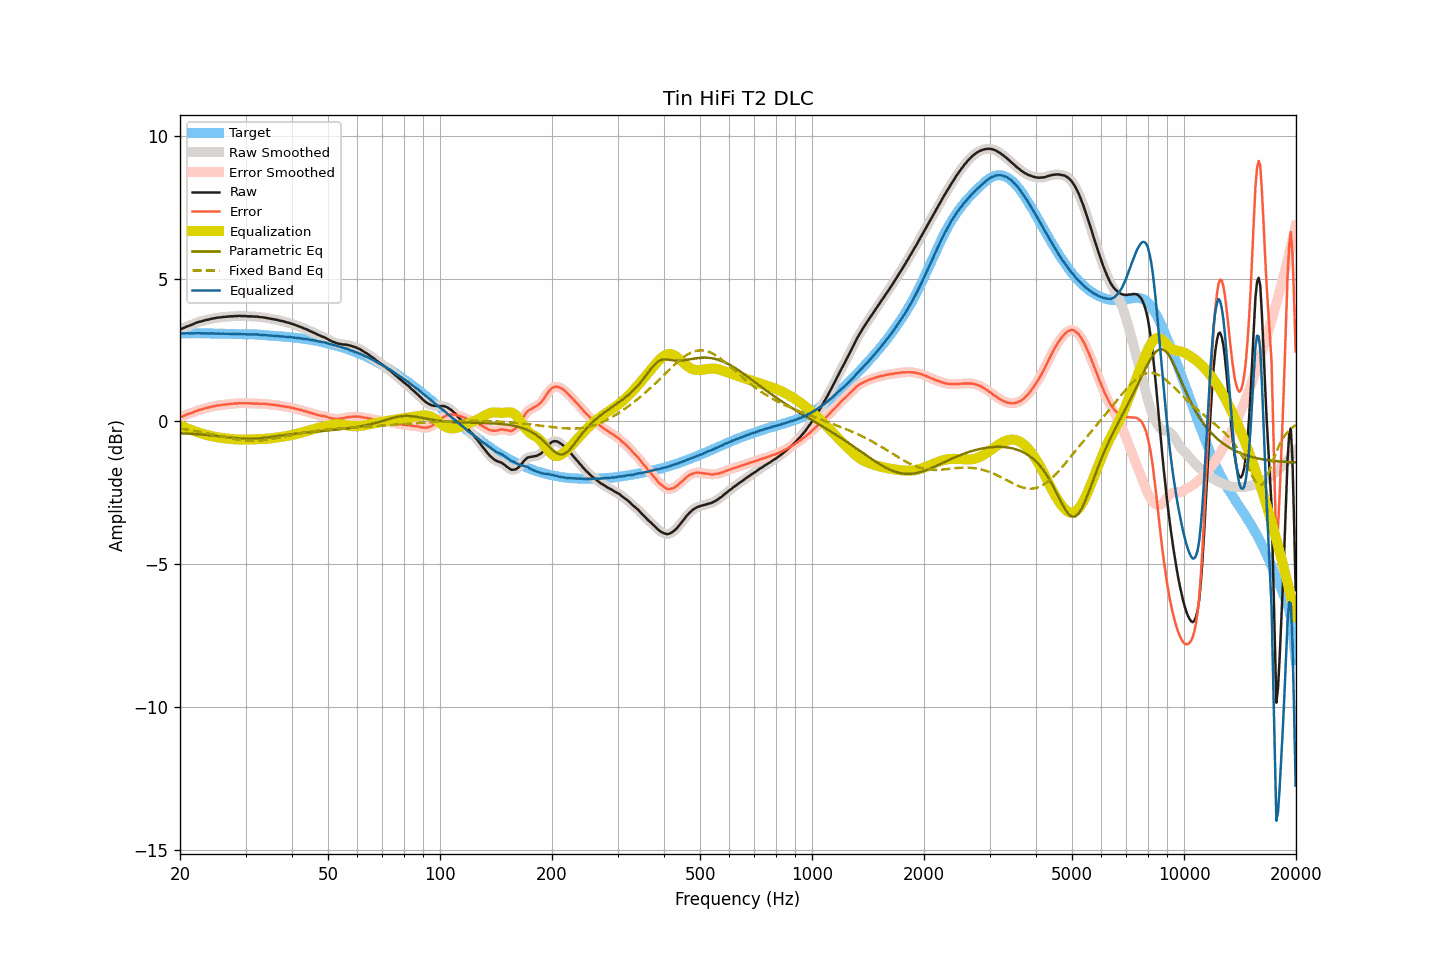 Tin HiFi T2 DLC
Target
Raw Smoothed
Error Smoothed
Raw
Error
Equalization
Parametric Eq
Fixed Band Eq
Equalized
Amplitude (dBr)
10
5
0
−5
−10
−15
20 50 100 200 500 1000 2000 5000 10000 20000
Frequency (Hz)